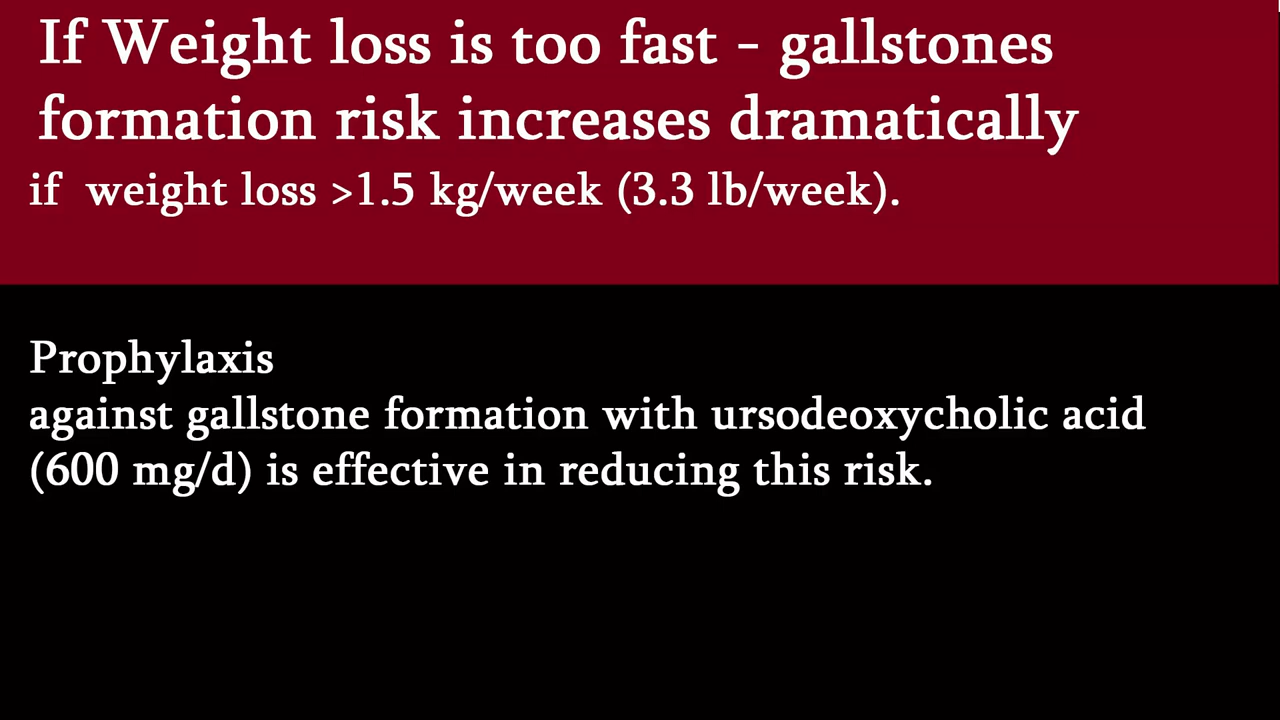 If Weight loss is too fast - gallstones
formation risk increases dramatically
if weight loss >1.5 kg/week (3.3 lb/week).
Prophylaxis
against gallstone formation with ursodeoxycholic acid
(600 mg/d) is effective in reducing this risk.